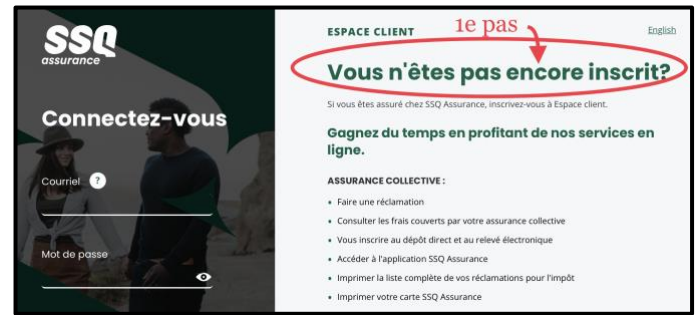 SSQ
assurance
Connectez-vous
Courriel ?
Mot de passe
ESPACE CLIENT
1e pas
English
Vous n'êtes pas encore inscrit?
Si vous êtes assuré chez SSQ Assurance, inscrivez-vous à Espace client.
Gagnez du temps en profitant de nos services en
ligne.
ASSURANCE COLLECTIVE :
• Faire une réclamation
• Consulter les frais couverts par votre assurance collective
• Vous inscrire au dépôt direct et au relevé électronique
• Accéder à l'application SSQ Assurance
• Imprimer la liste complète de vos réclamations pour l'impôt
• Imprimer votre carte SSQ Assurance